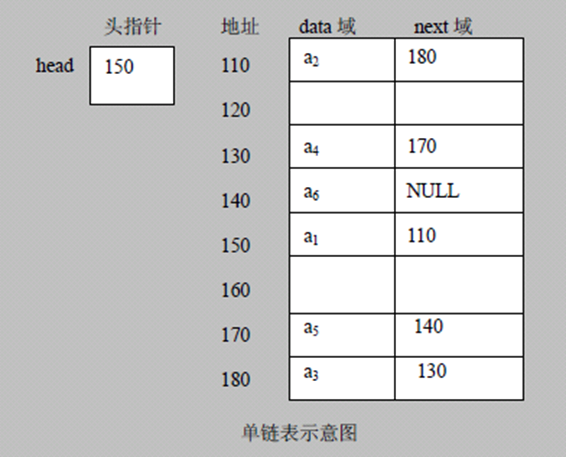 头指针 地址 data 域 next 域
head 150 110 a₂ 180
120
130 a₄ 170
140 a₆ NULL
150 a₁ 110
160
170 a₅ 140
180 a₃ 130
单链表示意图